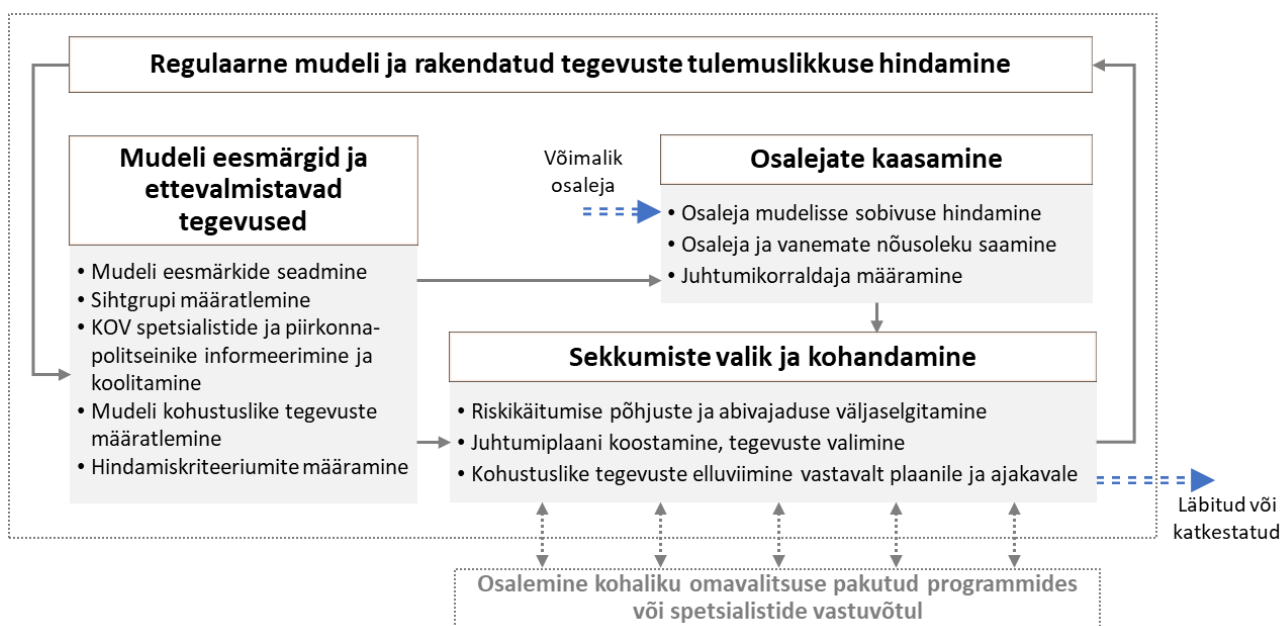 Regulaarne mudeli ja rakendatud tegevuste tulemuslikkuse hindamine
Mudeli eesmärgid ja
ettevalmistavad
tegevused
• Mudeli eesmärkide seadmine
• Sihtgrupi määratlemine
• KOV spetsialistide ja piirkonna-
politseinike informeerimine ja
koolitamine
• Mudeli kohustuslike tegevuste
määratlemine
• Hindamiskriteeriumite määramine
Võimalik
osaleja
Osalejate kaasamine
• Osaleja mudelisse sobivuse hindamine
• Osaleja ja vanemate nõusoleku saamine
• Juhtumikorraldaja määramine
Sekkumiste valik ja kohandamine
• Riskikäitumise põhjuste ja abivajaduse väljaselgitamine
• Juhtumiplaani koostamine, tegevuste valimine
• Kohustuslike tegevuste elluviimine vastavalt plaanile ja ajakavale
Läbitud või
katkestatud
Osalemine kohaliku omavalitsuse pakutud programmides
või spetsialistide vastuvõtul